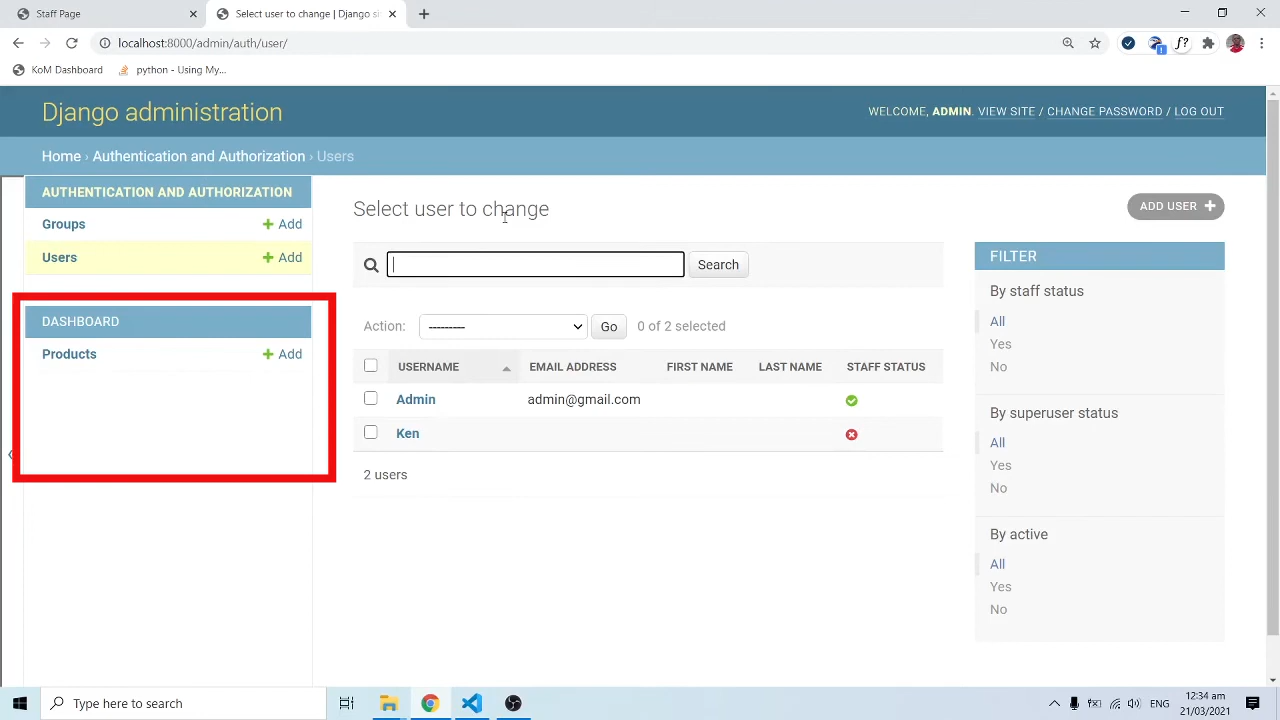 Staff Page
Select user to change | Django si
localhost:8000/admin/auth/user/
KoM Dashboard
python - Using My...
Django administration
WELCOME, ADMIN. VIEW SITE / CHANGE PASSWORD / LOG OUT
Home › Authentication and Authorization › Users
AUTHENTICATION AND AUTHORIZATION
Groups
Add
Users
Add
DASHBOARD
Products
Add
Select user to change
ADD USER
Search
Action:
---------
Go
0 of 2 selected
USERNAME
EMAIL ADDRESS
FIRST NAME
LAST NAME
STAFF STATUS
Admin
admin@gmail.com
Ken
2 users
FILTER
By staff status
All
Yes
No
By superuser status
All
Yes
No
By active
All
Yes
No
Type here to search
ENG
12:34 am
21/03/2021